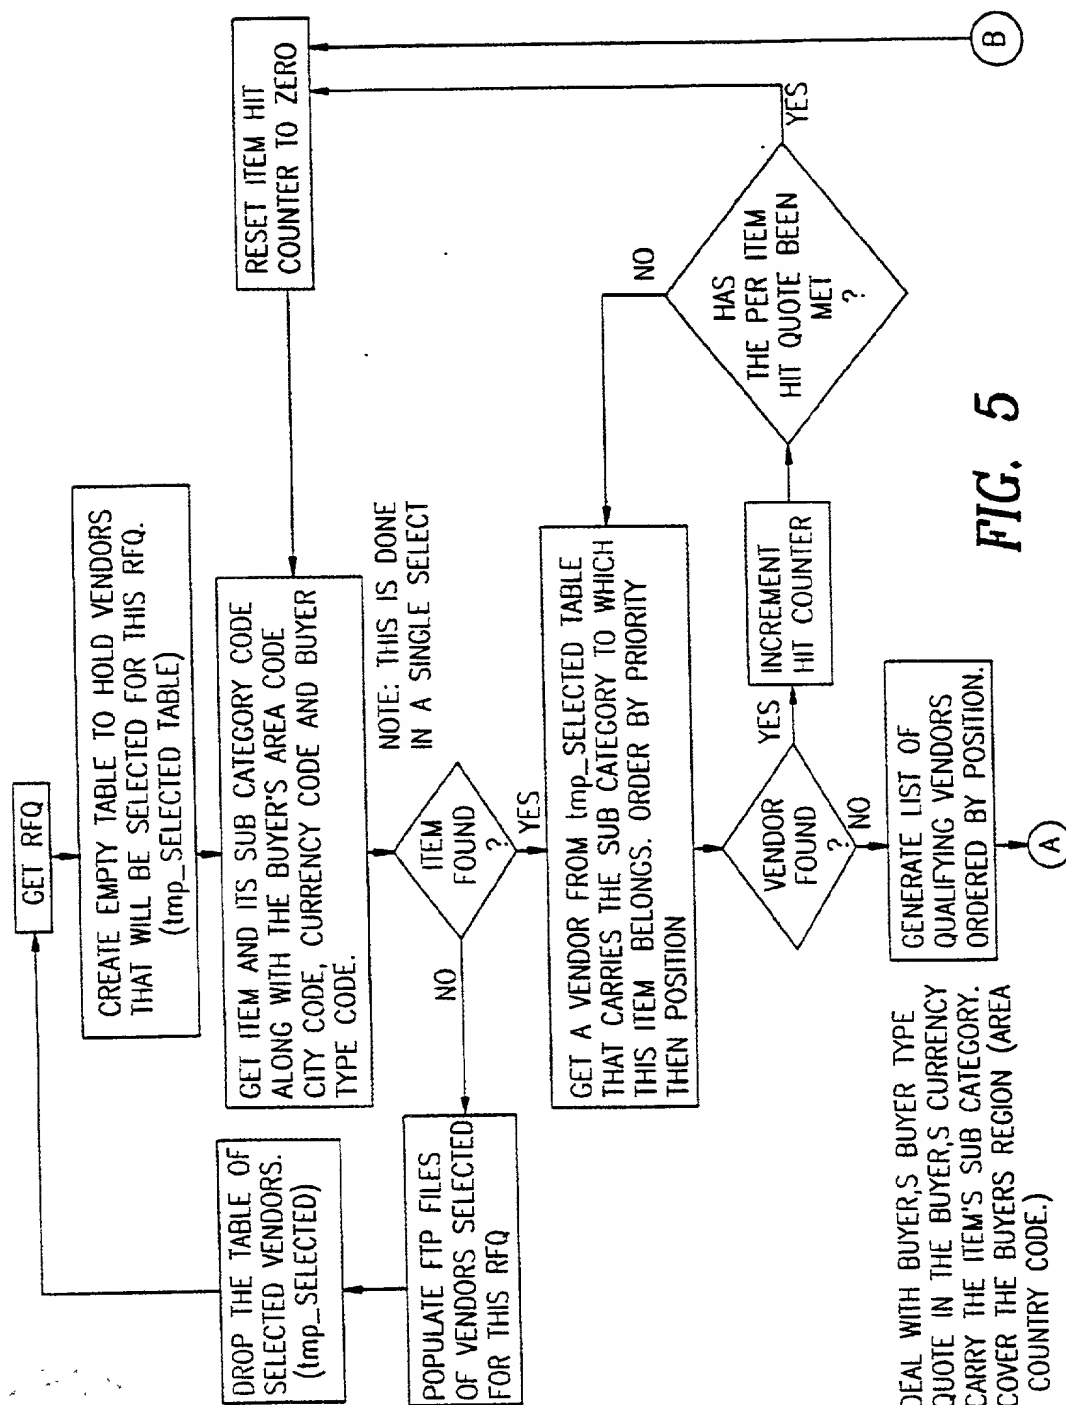 GET RFQ
CREATE EMPTY TABLE TO HOLD VENDORS
THAT WILL BE SELECTED FOR THIS RFQ.
(tmp_SELECTED TABLE)
RESET ITEM HIT
COUNTER TO ZERO
GET ITEM AND ITS SUB CATEGORY CODE
ALONG WITH THE BUYER'S AREA CODE
CITY CODE, CURRENCY CODE AND BUYER
TYPE CODE.
NOTE: THIS IS DONE
IN A SINGLE SELECT
ITEM
FOUND
?
NO
YES
DROP THE TABLE OF
SELECTED VENDORS.
(tmp_SELECTED)
POPULATE FTP FILES
OF VENDORS SELECTED
FOR THIS RFQ
GET A VENDOR FROM tmp_SELECTED TABLE
THAT CARRIES THE SUB CATEGORY TO WHICH
THIS ITEM BELONGS. ORDER BY PRIORITY
THEN POSITION
VENDOR
FOUND
?
YES
NO
INCREMENT
HIT COUNTER
HAS
THE PER ITEM
HIT QUOTE BEEN
MET
?
NO
YES
B
GENERATE LIST OF
QUALIFYING VENDORS
ORDERED BY POSITION.
A
DEAL WITH BUYER,S BUYER TYPE
QUOTE IN THE BUYER,S CURRENCY
CARRY THE ITEM'S SUB CATEGORY.
COVER THE BUYERS REGION (AREA
COUNTRY CODE.)
FIG. 5